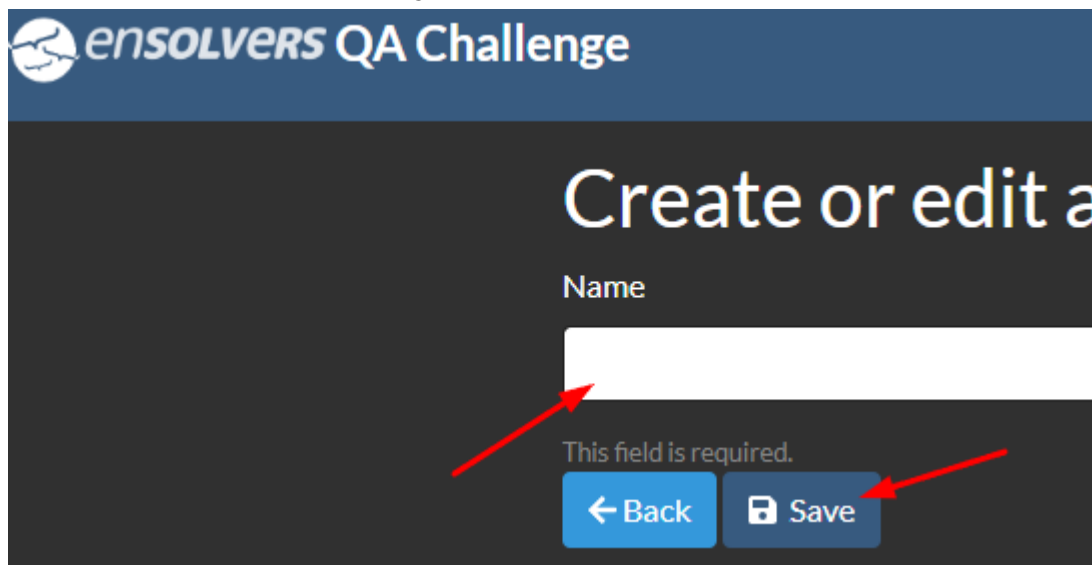 ensolvers QA Challenge
Create or edit a
Name
This field is required.
Back
Save